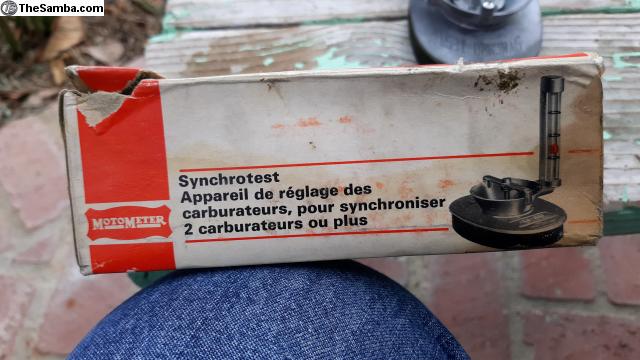 TheSamba.com
Synchrotest
Appareil de réglage des
carburateurs, pour synchroniser
2 carburateurs ou plus
MOTOMETER